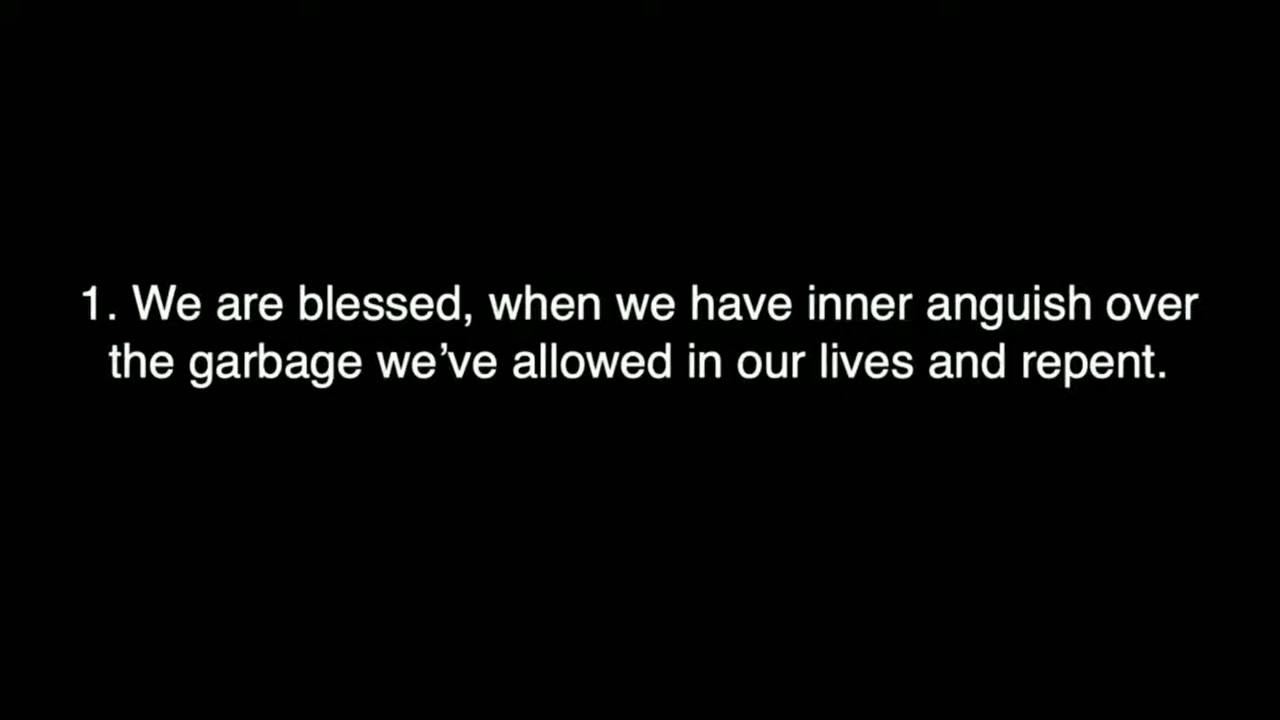 1. We are blessed, when we have inner anguish over
the garbage we’ve allowed in our lives and repent.